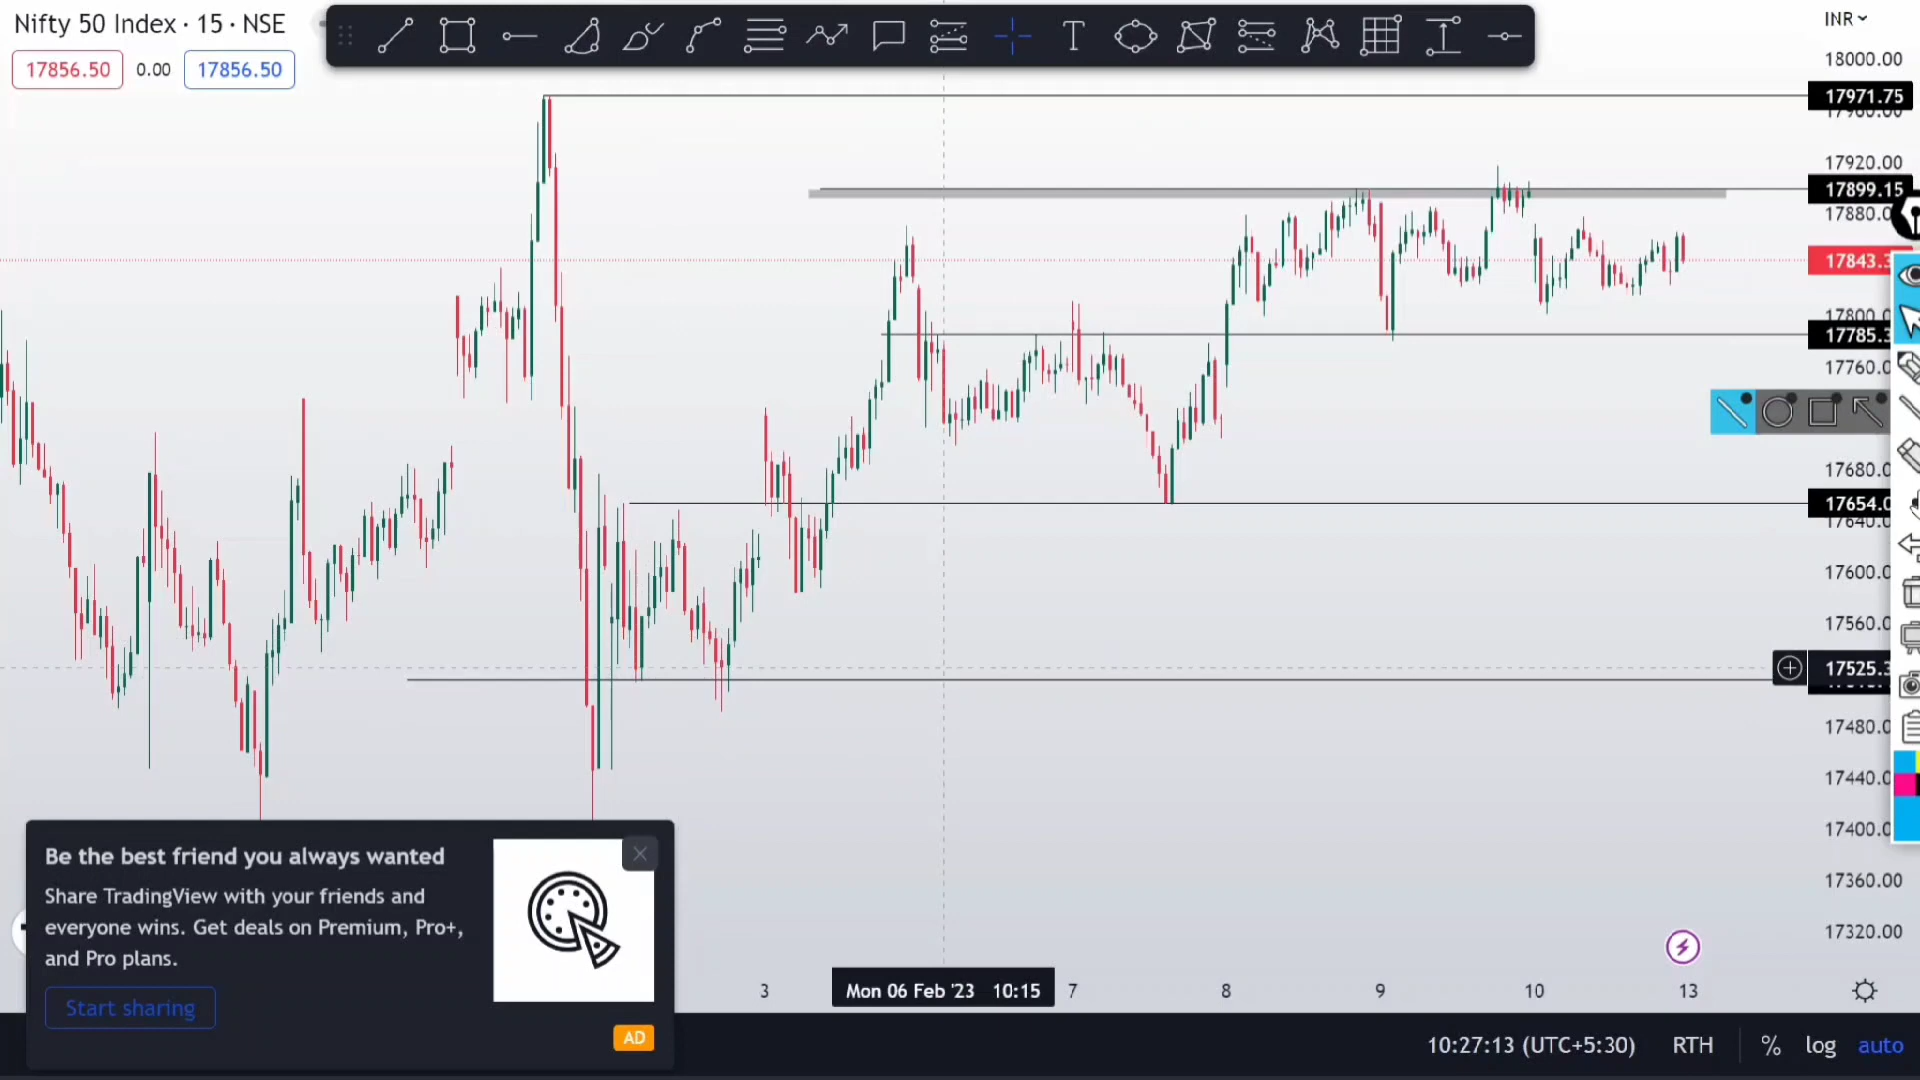 Nifty 50 Index · 15 · NSE
INR
17856.50 0.00 17856.50
18000.00
17971.75
17920.00
17899.15
17880.0
17843.3
17800.0
17785.3
17760.0
17680.0
17654.0
17640.0
17600.0
17560.0
17525.3
17480.0
17440.0
17400.0
17360.00
17320.00
Be the best friend you always wanted
Share TradingView with your friends and
everyone wins. Get deals on Premium, Pro+,
and Pro plans.
Start sharing
AD
3 Mon 06 Feb '23 10:15 7 8 9 10 13
10:27:13 (UTC+5:30) RTH % log auto